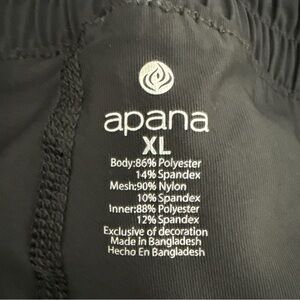 apana
XL
Body:86% Polyester
14% Spandex
Mesh:90% Nylon
10% Spandex
Inner:88% Polyester
12% Spandex
Exclusive of decoration
Made in Bangladesh
Hecho En Bangladesh